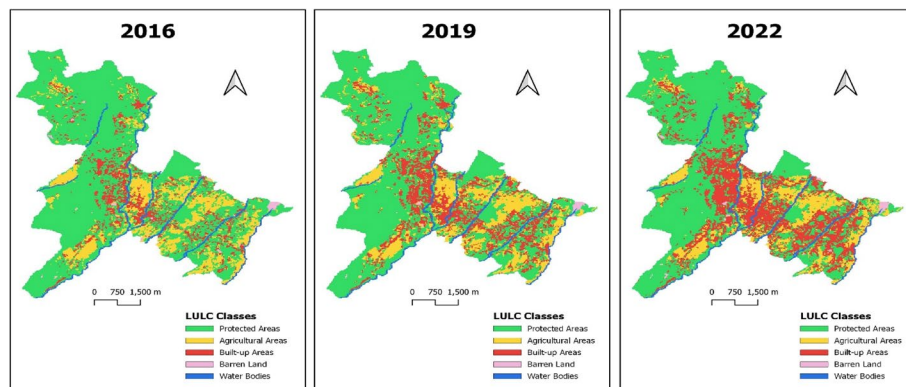 2016
0 750 1,500 m
LULC Classes
Protected Areas
Agricultural Areas
Built-up Areas
Barren Land
Water Bodies
2019
0 750 1,500 m
LULC Classes
Protected Areas
Agricultural Areas
Built-up Areas
Barren Land
Water Bodies
2022
0 750 1,500 m
LULC Classes
Protected Areas
Agricultural Areas
Built-up Areas
Barren Land
Water Bodies